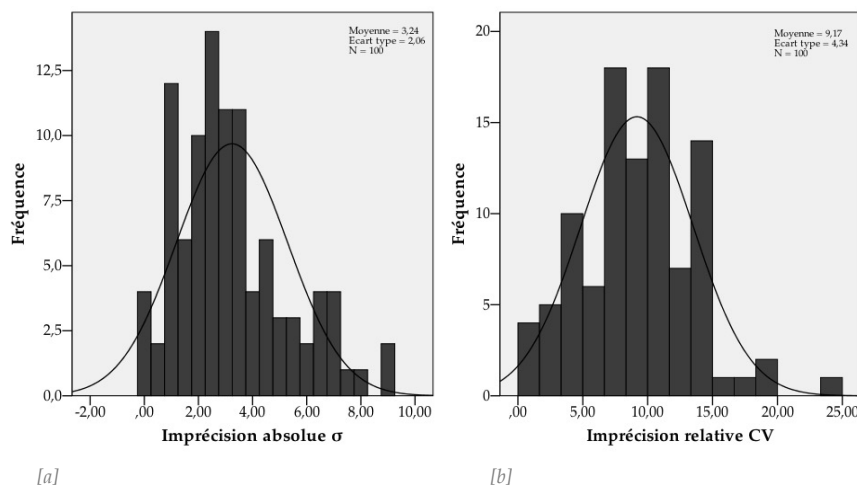 Moyenne = 3,24
Ecart type = 2,06
N = 100
12,5
10,0
7,5
5,0
2,5
0,0
Fréquence
-2,00 ,00 2,00 4,00 6,00 8,00 10,00
Imprécision absolue σ
[a]
Moyenne = 9,17
Ecart type = 4,34
N = 100
20
15
10
5
0
Fréquence
,00 5,00 10,00 15,00 20,00 25,00
Imprécision relative CV
[b]